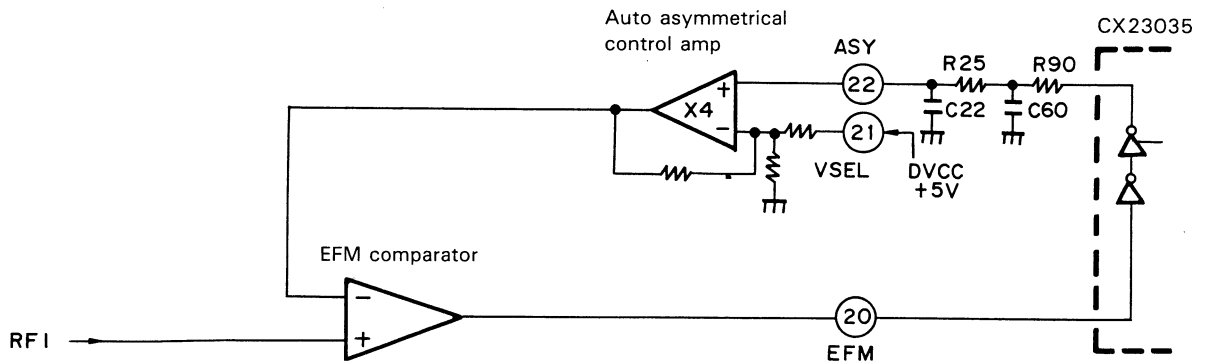 Auto asymmetrical
control amp
CX23035
ASY
R25
R90
22
+
X4
−
C22
C60
21
VSEL
DVCC
+5V
EFM comparator
−
+
RF1
20
EFM